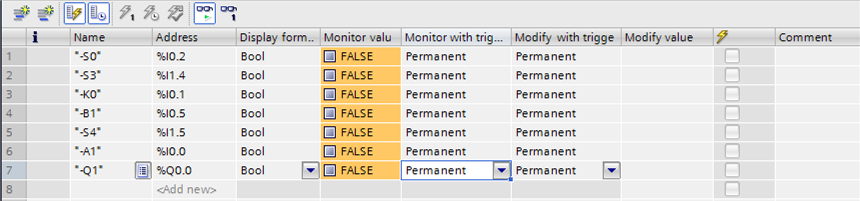 i Name Address Display form.. Monitor valu Monitor with trig... Modify with trigge Modify value Comment
1 "-S0" %I0.2 Bool FALSE Permanent Permanent
2 "-S3" %I1.4 Bool FALSE Permanent Permanent
3 "-K0" %I0.1 Bool FALSE Permanent Permanent
4 "-B1" %I0.5 Bool FALSE Permanent Permanent
5 "-S4" %I1.5 Bool FALSE Permanent Permanent
6 "-A1" %I0.0 Bool FALSE Permanent Permanent
7 "-Q1" %Q0.0 Bool FALSE Permanent Permanent
8 <Add new>